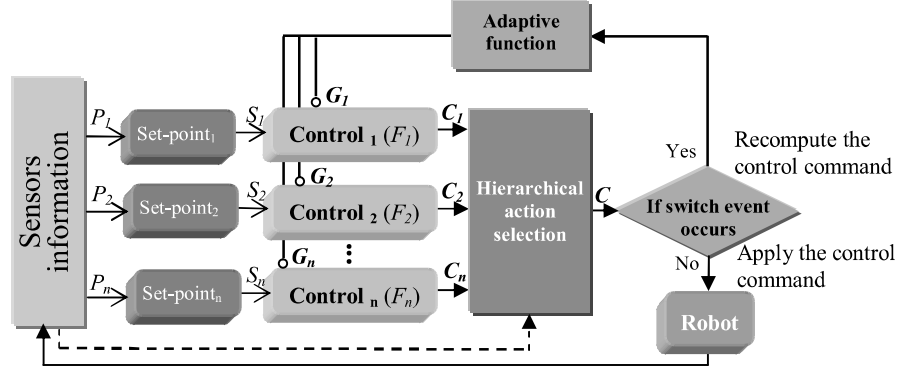 Adaptive
function
Sensors
information
P1
Set-point1
S1
G1
Control 1 (F1)
C1
P2
Set-point2
S2
G2
Control 2 (F2)
C2
Pn
Set-pointn
Sn
Gn
Control n (Fn)
Cn
Hierarchical
action
selection
C
If switch event
occurs
Yes
Recompute the
control command
No
Apply the control
command
Robot